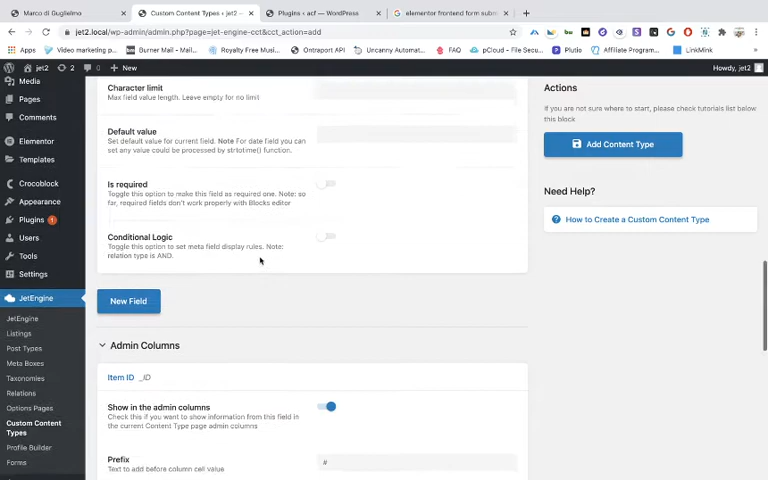 Marco di Guglielmo
Custom Content Types ‹ jet2 —
Plugins ‹ acf — WordPress
elementor frontend form subm
jet2.local/wp-admin/admin.php?page=jet-engine-cct&cct_action=add
Apps
Video marketing p...
Burner Mail - Mana...
Royalty Free Musi...
Ontraport API
Uncanny Automat...
FAQ
pCloud - File Secu...
Plutio
Affiliate Program...
LinkMink
jet2
2
0
New
Howdy, jet2
Media
Pages
Comments
Elementor
Templates
Crocoblock
Appearance
Plugins 1
Users
Tools
Settings
JetEngine
JetEngine
Listings
Post Types
Meta Boxes
Taxonomies
Relations
Options Pages
Custom Content
Types
Profile Builder
Forms
Character limit
Max field value length. Leave empty for no limit
Default value
Set default value for current field. Note For date field you can
set any value could be processed by strtotime() function.
Is required
Toggle this option to make this field as required one. Note: so
far, required fields don't work properly with Blocks editor
Conditional Logic
Toggle this option to set meta field display rules. Note:
relation type is AND.
New Field
Admin Columns
Item ID _ID
Show in the admin columns
Check this if you want to show information from this field in
the current Content Type page admin columns
Prefix
Text to add before column cell value
#
Actions
If you are not sure where to start, please check tutorials list below
this block
Add Content Type
Need Help?
How to Create a Custom Content Type